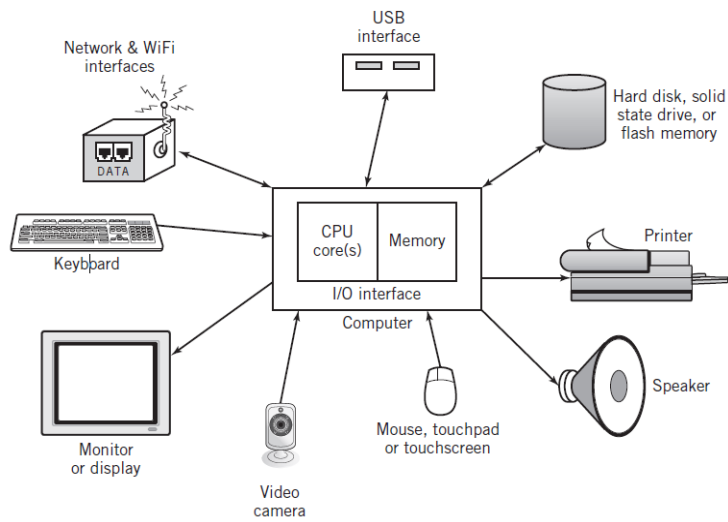 USB
interface
Network & WiFi
interfaces
DATA
Hard disk, solid
state drive, or
flash memory
Keyboard
CPU
core(s)
Memory
I/O interface
Computer
Printer
Speaker
Monitor
or display
Video
camera
Mouse, touchpad
or touchscreen